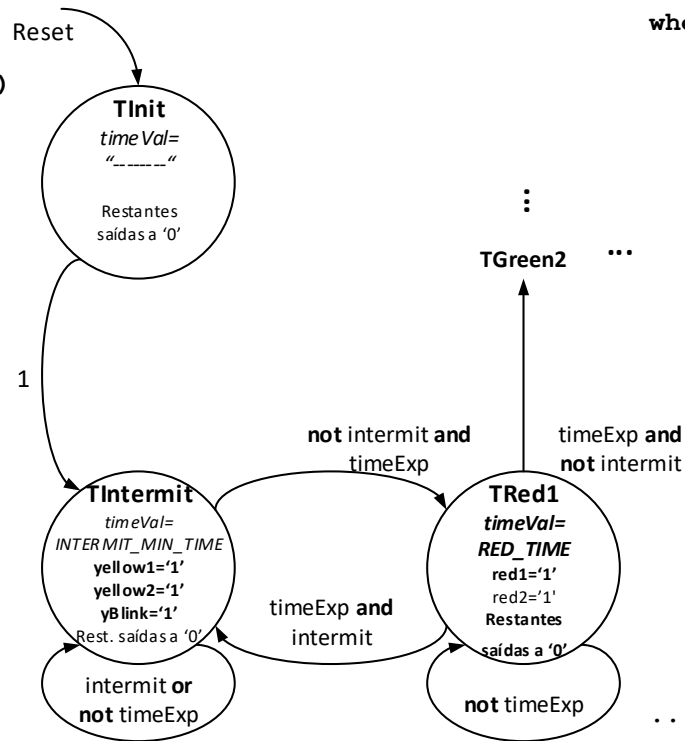 Reset
whe
)
TInit
timeVal=
“--------“
Restantes
saídas a ‘0’
⋮
TGreen2 ...
1
not intermit and
timeExp
timeExp and
not intermit
TIntermit
timeVal=
INTERMIT_MIN_TIME
yellow1=‘1’
yellow2=‘1’
yBlink=‘1’
Rest. saídas a ‘0’
TRed1
timeVal=
RED_TIME
red1=‘1’
red2='1'
Restantes
saídas a ‘0’
timeExp and
intermit
intermit or
not timeExp
not timeExp
..